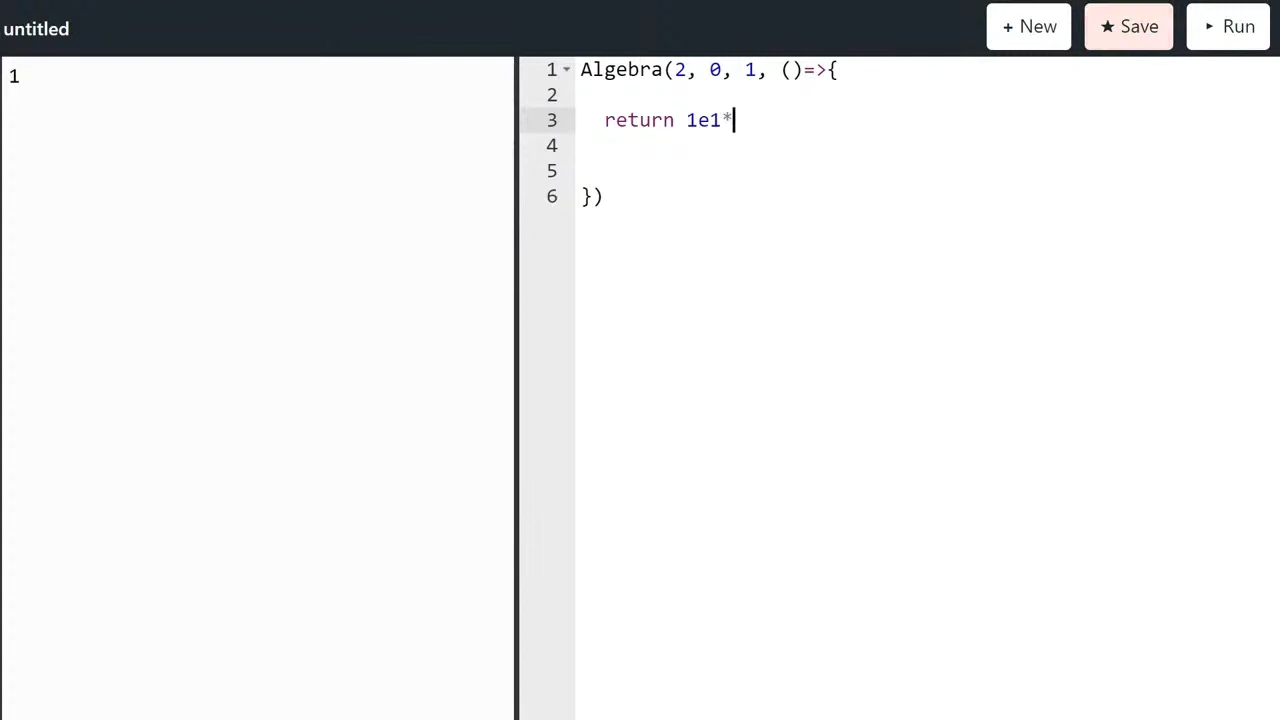 untitled
+ New
★ Save
▸ Run
1
1 Algebra(2, 0, 1, ()=>{
2
3 return 1e1*
4
5
6 })